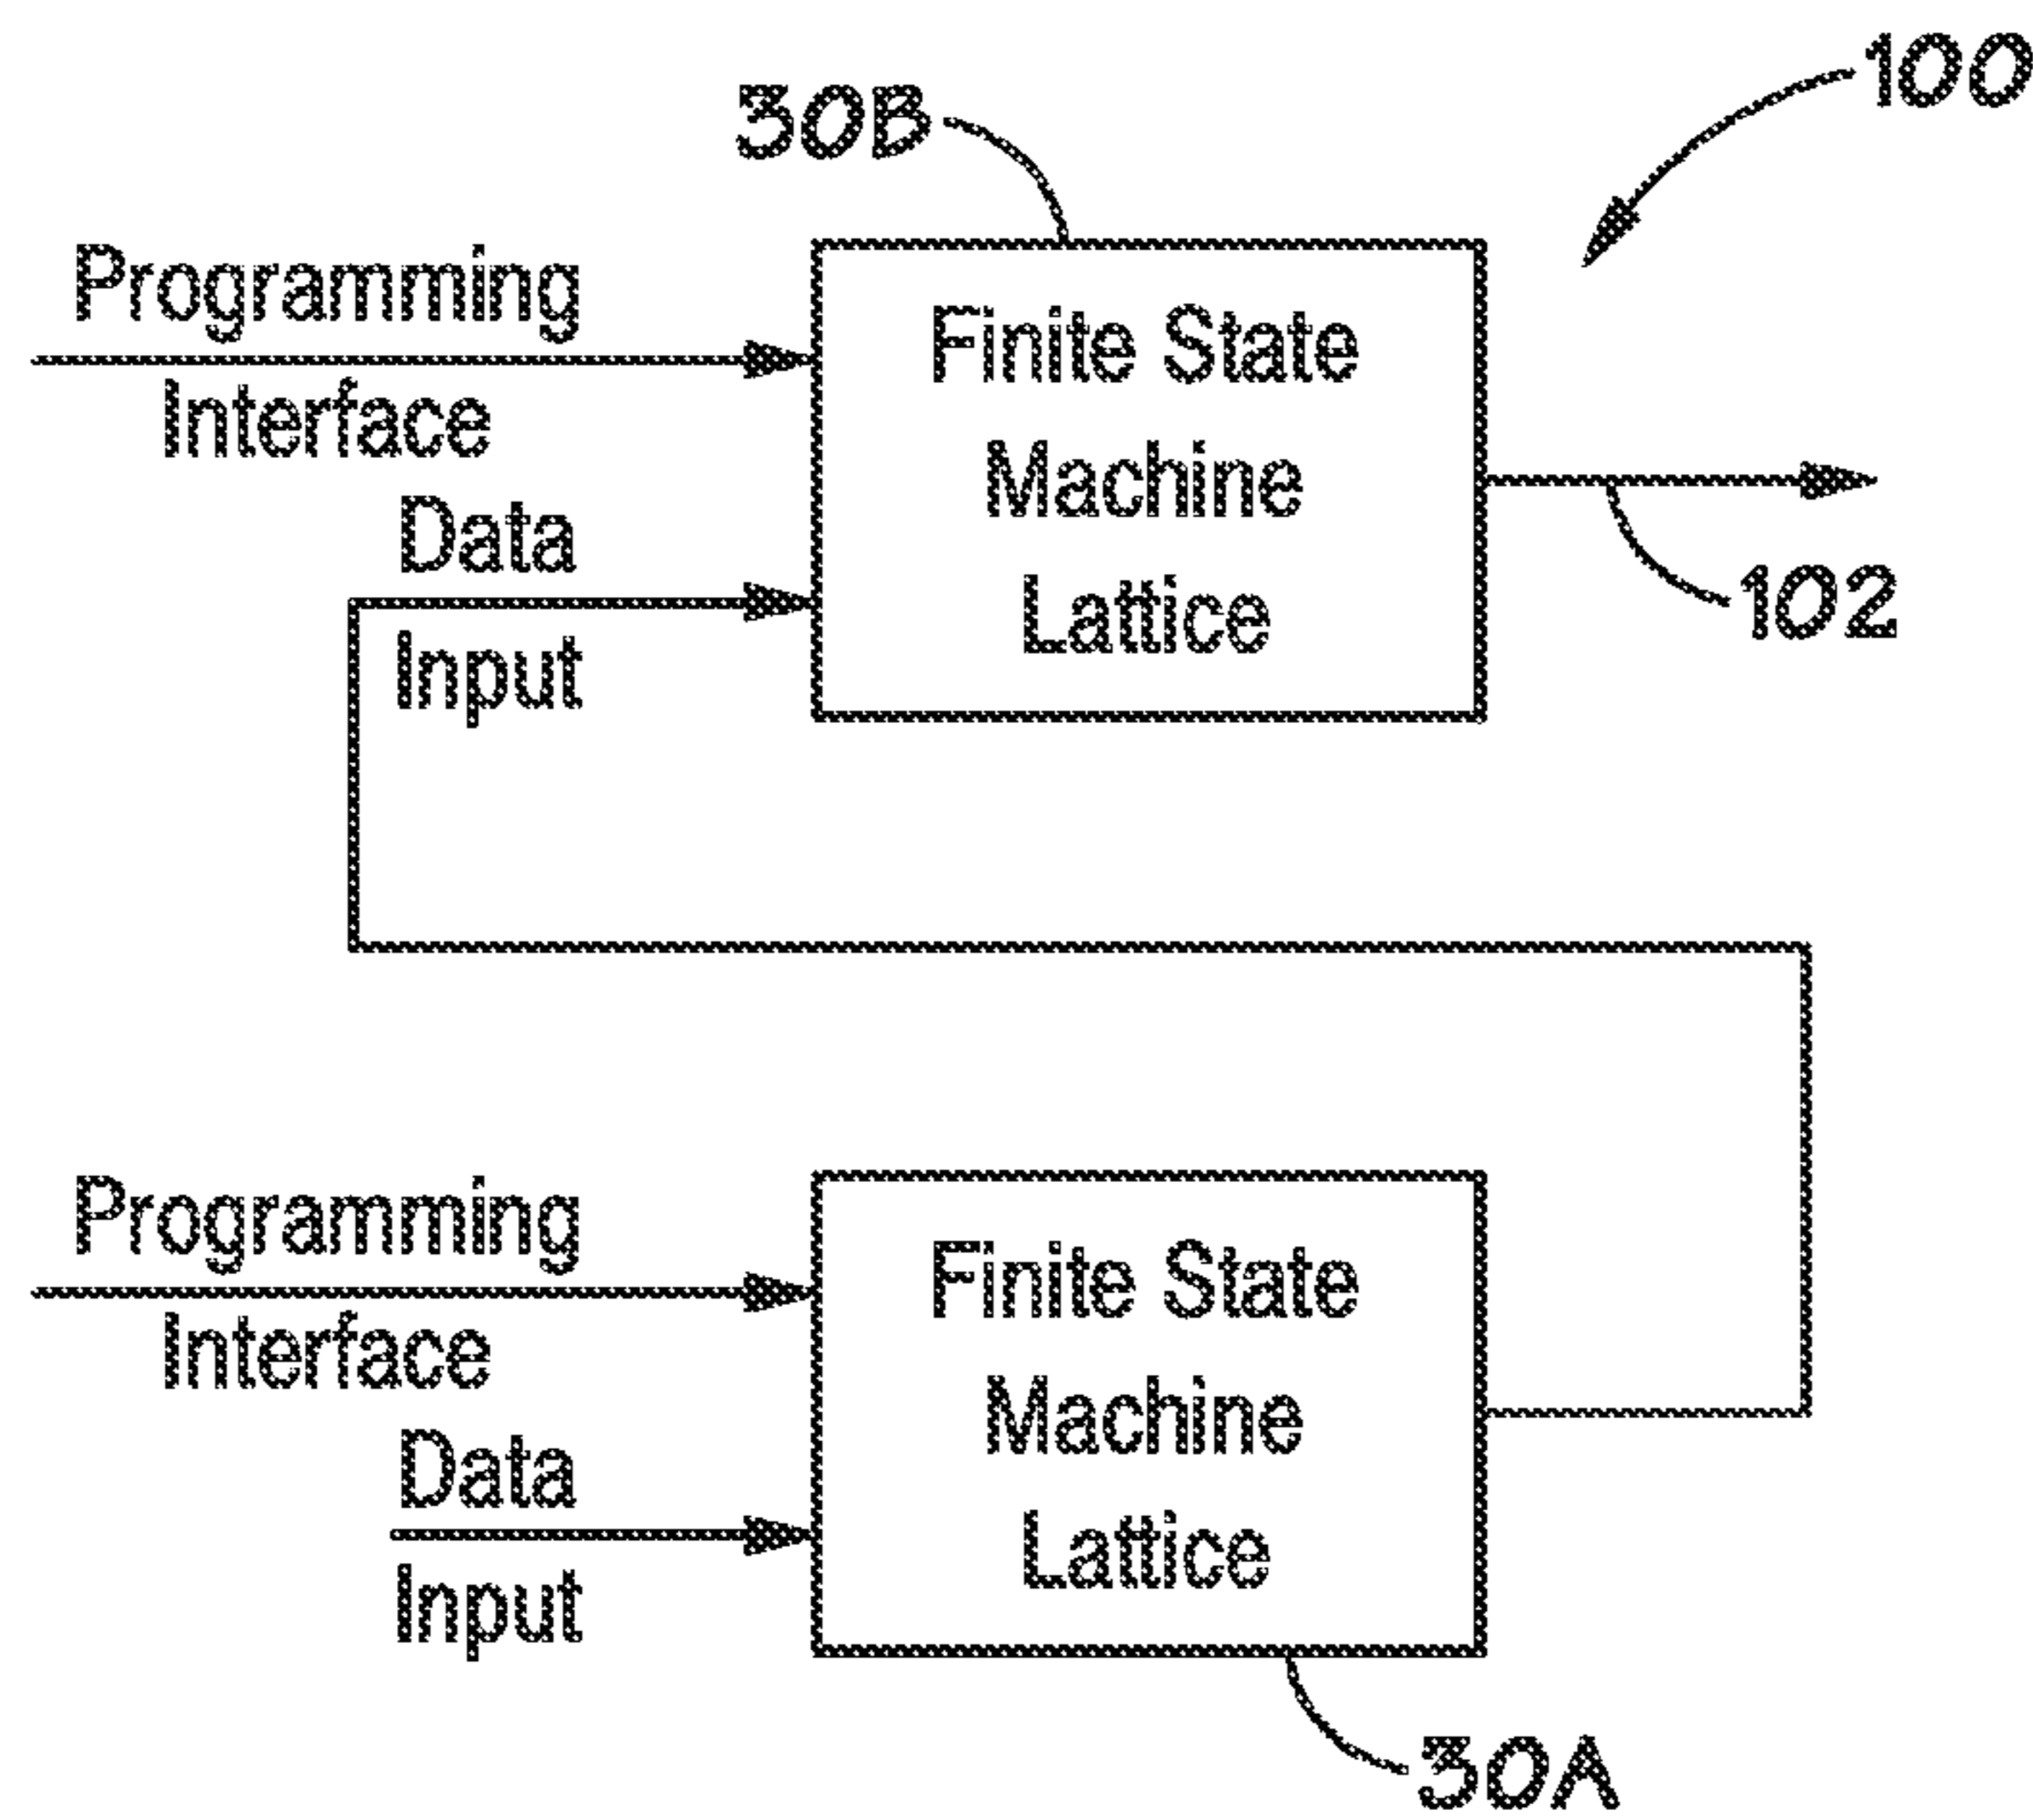 100
30B
Programming
Interface
Data
Input
Finite State
Machine
Lattice
102
Programming
Interface
Data
Input
Finite State
Machine
Lattice
30A